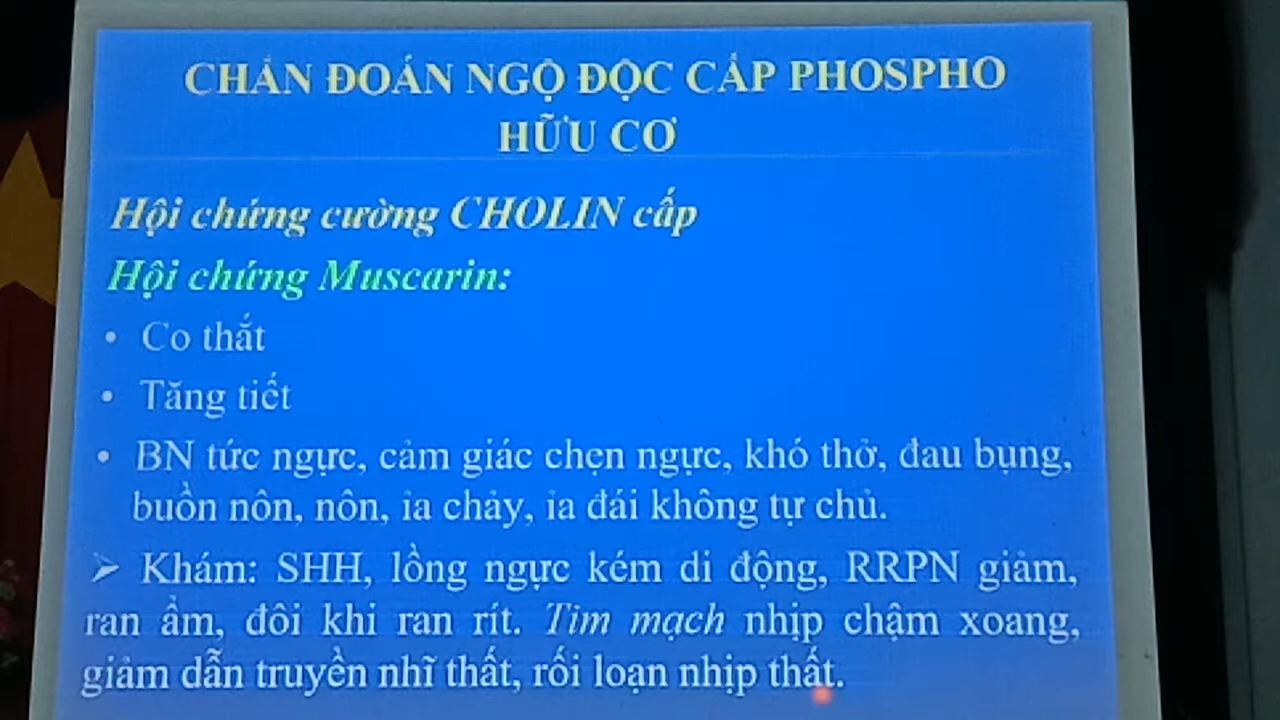 CHẨN ĐOÁN NGỘ ĐỘC CẤP PHOSPHO
HỮU CƠ
Hội chứng cường CHOLIN cấp
Hội chứng Muscarin:
• Co thắt
• Tăng tiết
• BN tức ngực, cảm giác chẹn ngực, khó thở, đau bụng,
buồn nôn, nôn, ỉa chảy, ỉa đái không tự chủ.
➢ Khám: SHH, lồng ngực kém di động, RRPN giảm,
ran ẩm, đôi khi ran rít. Tim mạch nhịp chậm xoang,
giảm dẫn truyền nhĩ thất, rối loạn nhịp thất.